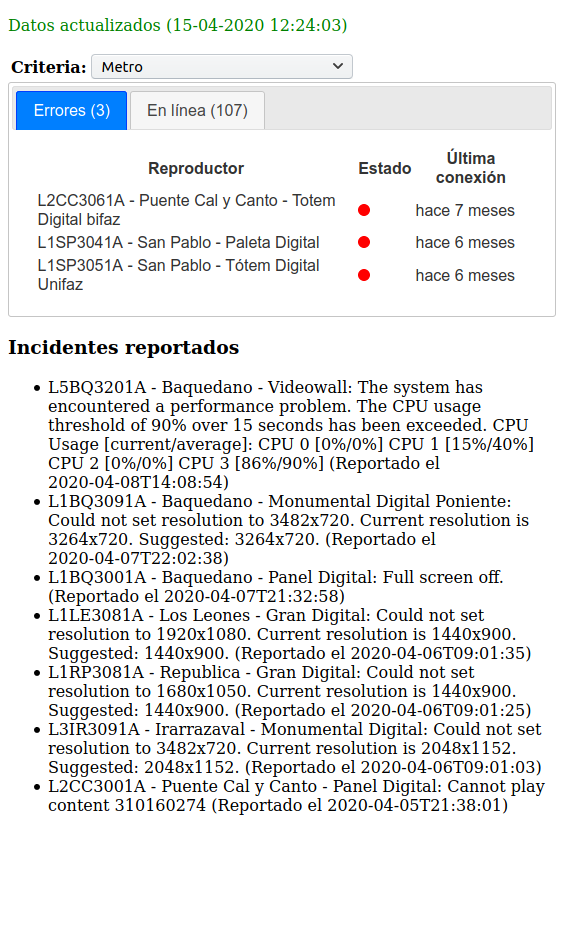 Datos actualizados (15-04-2020 12:24:03)
Criteria: Metro
Errores (3) En línea (107)
Reproductor Estado Última conexión
L2CC3061A - Puente Cal y Canto - Totem
Digital bifaz
hace 7 meses
L1SP3041A - San Pablo - Paleta Digital hace 6 meses
L1SP3051A - San Pablo - Tótem Digital
Unifaz
hace 6 meses
Incidentes reportados
• L5BQ3201A - Baquedano - Videowall: The system has
encountered a performance problem. The CPU usage
threshold of 90% over 15 seconds has been exceeded. CPU
Usage [current/average]: CPU 0 [0%/0%] CPU 1 [15%/40%]
CPU 2 [0%/0%] CPU 3 [86%/90%] (Reportado el
2020-04-08T14:08:54)
• L1BQ3091A - Baquedano - Monumental Digital Poniente:
Could not set resolution to 3482x720. Current resolution is
3264x720. Suggested: 3264x720. (Reportado el
2020-04-07T22:02:38)
• L1BQ3001A - Baquedano - Panel Digital: Full screen off.
(Reportado el 2020-04-07T21:32:58)
• L1LE3081A - Los Leones - Gran Digital: Could not set
resolution to 1920x1080. Current resolution is 1440x900.
Suggested: 1440x900. (Reportado el 2020-04-06T09:01:35)
• L1RP3081A - Republica - Gran Digital: Could not set
resolution to 1680x1050. Current resolution is 1440x900.
Suggested: 1440x900. (Reportado el 2020-04-06T09:01:25)
• L3IR3091A - Irarrazaval - Monumental Digital: Could not set
resolution to 3482x720. Current resolution is 2048x1152.
Suggested: 2048x1152. (Reportado el 2020-04-06T09:01:03)
• L2CC3001A - Puente Cal y Canto - Panel Digital: Cannot play
content 310160274 (Reportado el 2020-04-05T21:38:01)